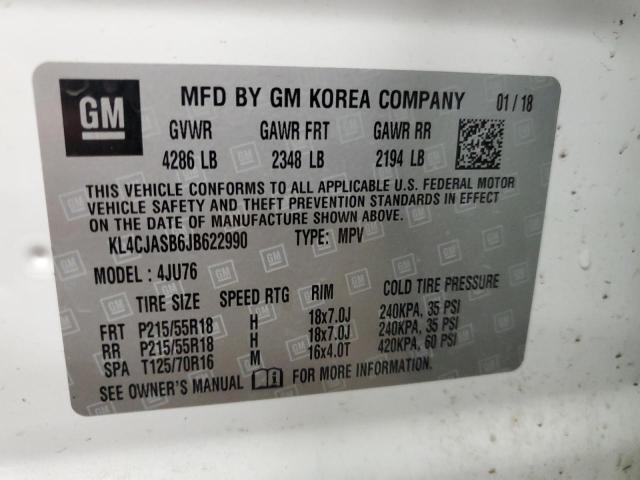 GM MFD BY GM KOREA COMPANY 01 / 18
GVWR GAWR FRT GAWR RR
4286 LB 2348 LB 2194 LB
THIS VEHICLE CONFORMS TO ALL APPLICABLE U.S. FEDERAL MOTOR
VEHICLE SAFETY AND THEFT PREVENTION STANDARDS IN EFFECT
ON THE DATE OF MANUFACTURE SHOWN ABOVE.
KL4CJASB6JB622990 TYPE: MPV
MODEL : 4JU76
TIRE SIZE SPEED RTG RIM COLD TIRE PRESSURE
FRT P215/55R18 H 18x7.0J 240KPA, 35 PSI
RR P215/55R18 H 18x7.0J 240KPA, 35 PSI
SPA T125/70R16 M 16x4.0T 420KPA, 60 PSI
SEE OWNER'S MANUAL FOR MORE INFORMATION.